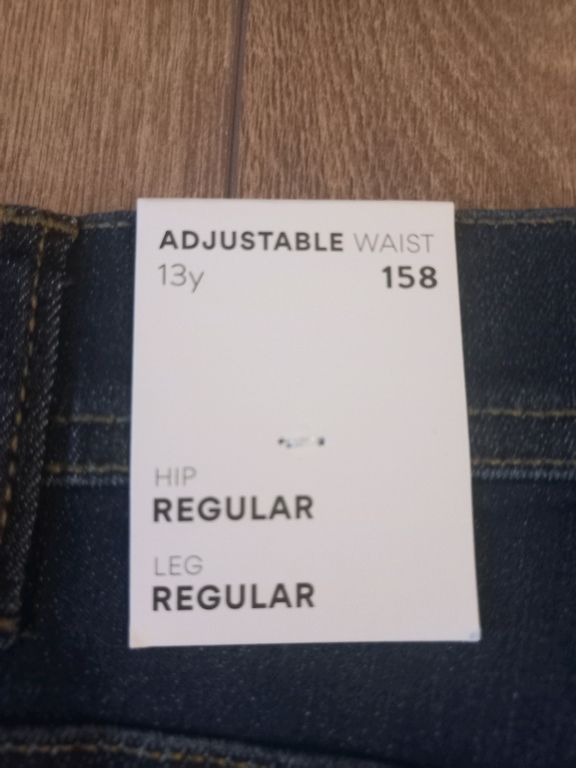 ADJUSTABLE WAIST
13y 158
HIP
REGULAR
LEG
REGULAR